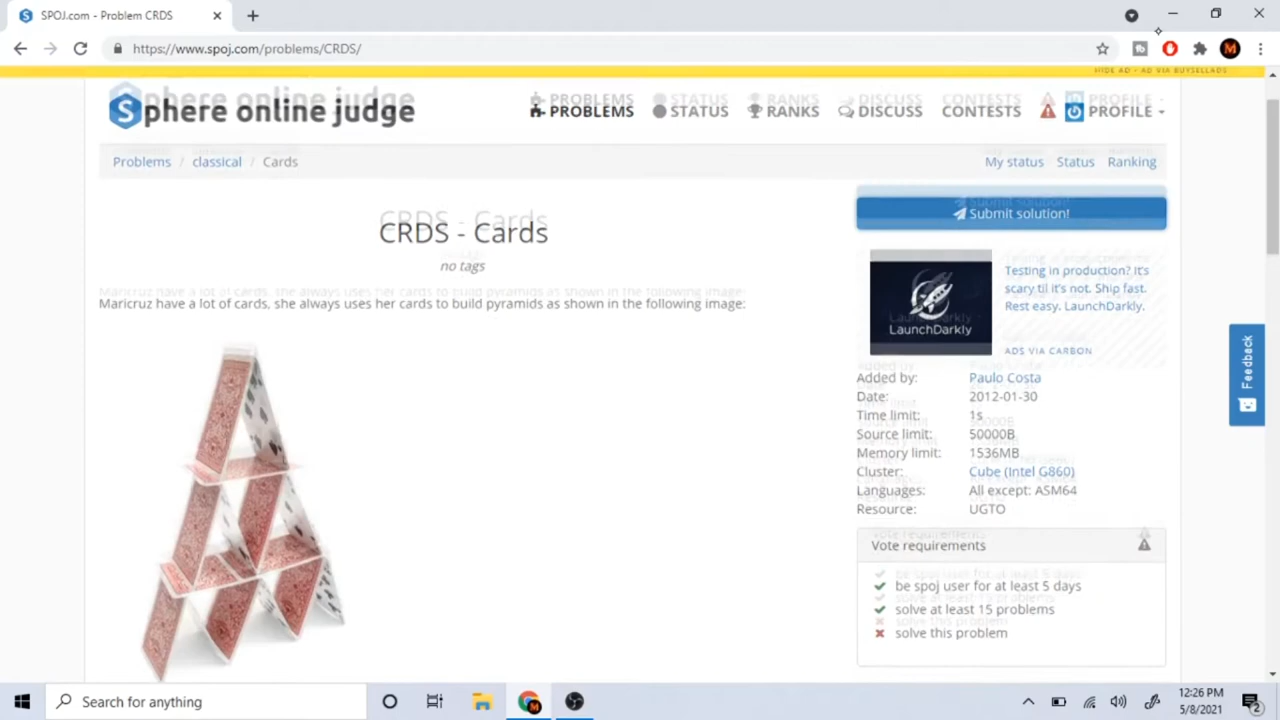 SPOJ.com - Problem CRDS
https://www.spoj.com/problems/CRDS/
HIDE AD • AD VIA BUYSELLADS
Sphere online judge
PROBLEMS STATUS RANKS DISCUSS CONTESTS PROFILE
Problems / classical / Cards
My status Status Ranking
Submit solution!
CRDS - Cards
no tags
Maricruz have a lot of cards, she always uses her cards to build pyramids as shown in the following image:
Testing in production? It's
scary til it's not. Ship fast.
Rest easy. LaunchDarkly.
LaunchDarkly
ADS VIA CARBON
Added by: Paulo Costa
Date: 2012-01-30
Time limit: 1s
Source limit: 50000B
Memory limit: 1536MB
Cluster: Cube (Intel G860)
Languages: All except: ASM64
Resource: UGTO
Feedback
Vote requirements
be spoj user for at least 5 days
solve at least 15 problems
solve this problem
Search for anything
12:26 PM
5/8/2021
2